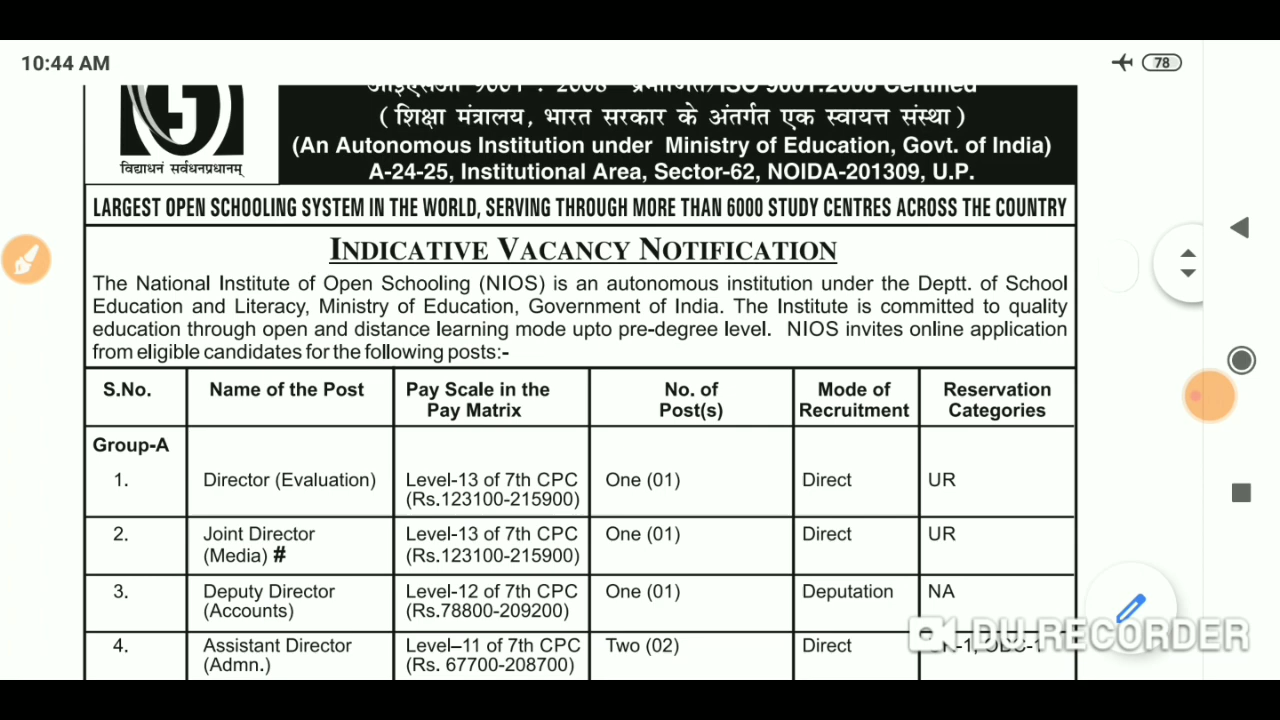 10:44 AM
78
आईएसओ 9001 : 2008 प्रमाणित/ISO 9001:2008 Certified
( शिक्षा मंत्रालय, भारत सरकार के अंतर्गत एक स्वायत्त संस्था )
(An Autonomous Institution under Ministry of Education, Govt. of India)
विद्याधनं सर्वधनप्रधानम्
A-24-25, Institutional Area, Sector-62, NOIDA-201309, U.P.
LARGEST OPEN SCHOOLING SYSTEM IN THE WORLD, SERVING THROUGH MORE THAN 6000 STUDY CENTRES ACROSS THE COUNTRY
INDICATIVE VACANCY NOTIFICATION
The National Institute of Open Schooling (NIOS) is an autonomous institution under the Deptt. of School
Education and Literacy, Ministry of Education, Government of India. The Institute is committed to quality
education through open and distance learning mode upto pre-degree level. NIOS invites online application
from eligible candidates for the following posts:-
S.No. Name of the Post Pay Scale in the No. of Mode of Reservation
Pay Matrix Post(s) Recruitment Categories
Group-A
1. Director (Evaluation) Level-13 of 7th CPC One (01) Direct UR
(Rs.123100-215900)
2. Joint Director Level-13 of 7th CPC One (01) Direct UR
(Media) # (Rs.123100-215900)
3. Deputy Director Level-12 of 7th CPC One (01) Deputation NA
(Accounts) (Rs.78800-209200)
4. Assistant Director Level–11 of 7th CPC Two (02) Direct
(Admn.) (Rs. 67700-208700)
DU RECORDER